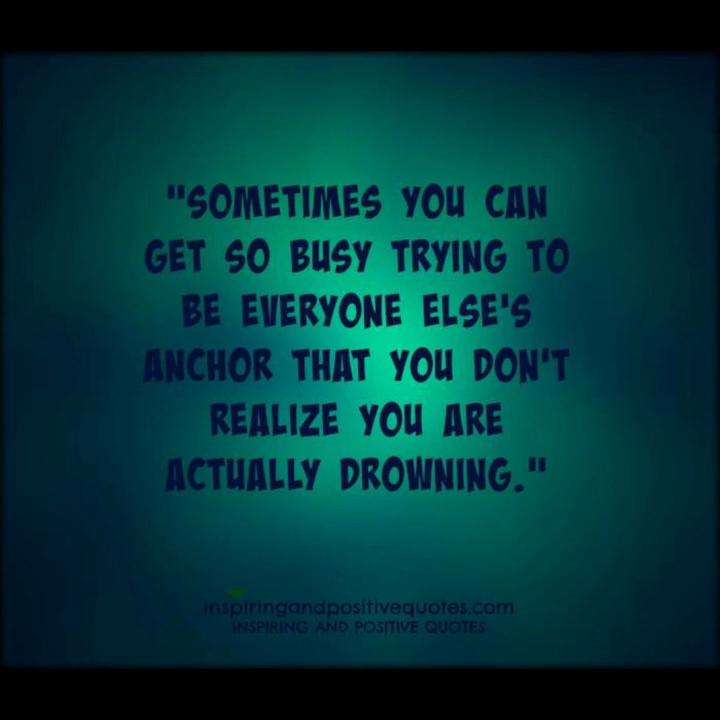 "SOMETIMES YOU CAN
GET SO BUSY TRYING TO
BE EVERYONE ELSE'S
ANCHOR THAT YOU DON'T
REALIZE YOU ARE
ACTUALLY DROWNING."
inspiringandpositivequotes.com
INSPIRING AND POSITIVE QUOTES